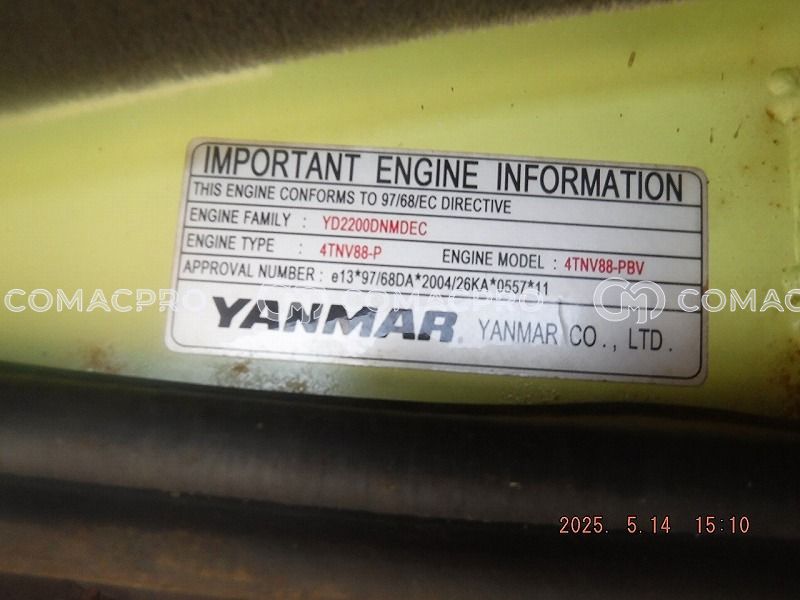 IMPORTANT ENGINE INFORMATION
THIS ENGINE CONFORMS TO 97/68/EC DIRECTIVE
ENGINE FAMILY : YD2200DNMDEC
ENGINE TYPE : 4TNV88-P ENGINE MODEL : 4TNV88-PBV
APPROVAL NUMBER : e13*97/68DA*2004/26KA*0557*11
COMACPRO COMACPRO COMACPRO
YANMAR YANMAR CO., LTD.
2025. 5.14 15:10